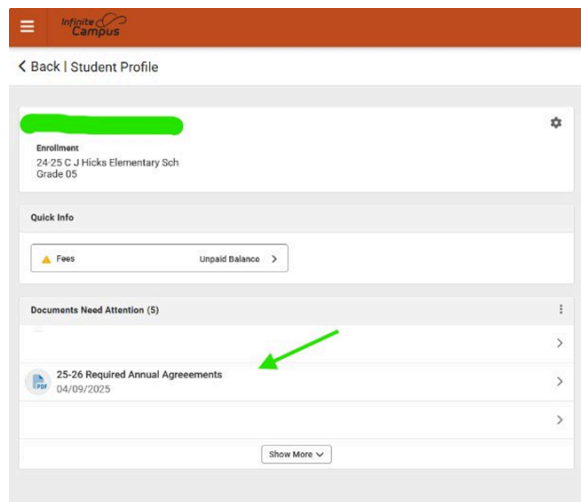 Infinite
Campus
Back | Student Profile
Enrollment
24-25 C J Hicks Elementary Sch
Grade 05
Quick Info
Fees Unpaid Balance
Documents Need Attention (5)
25-26 Required Annual Agreeements
PDF
04/09/2025
Show More